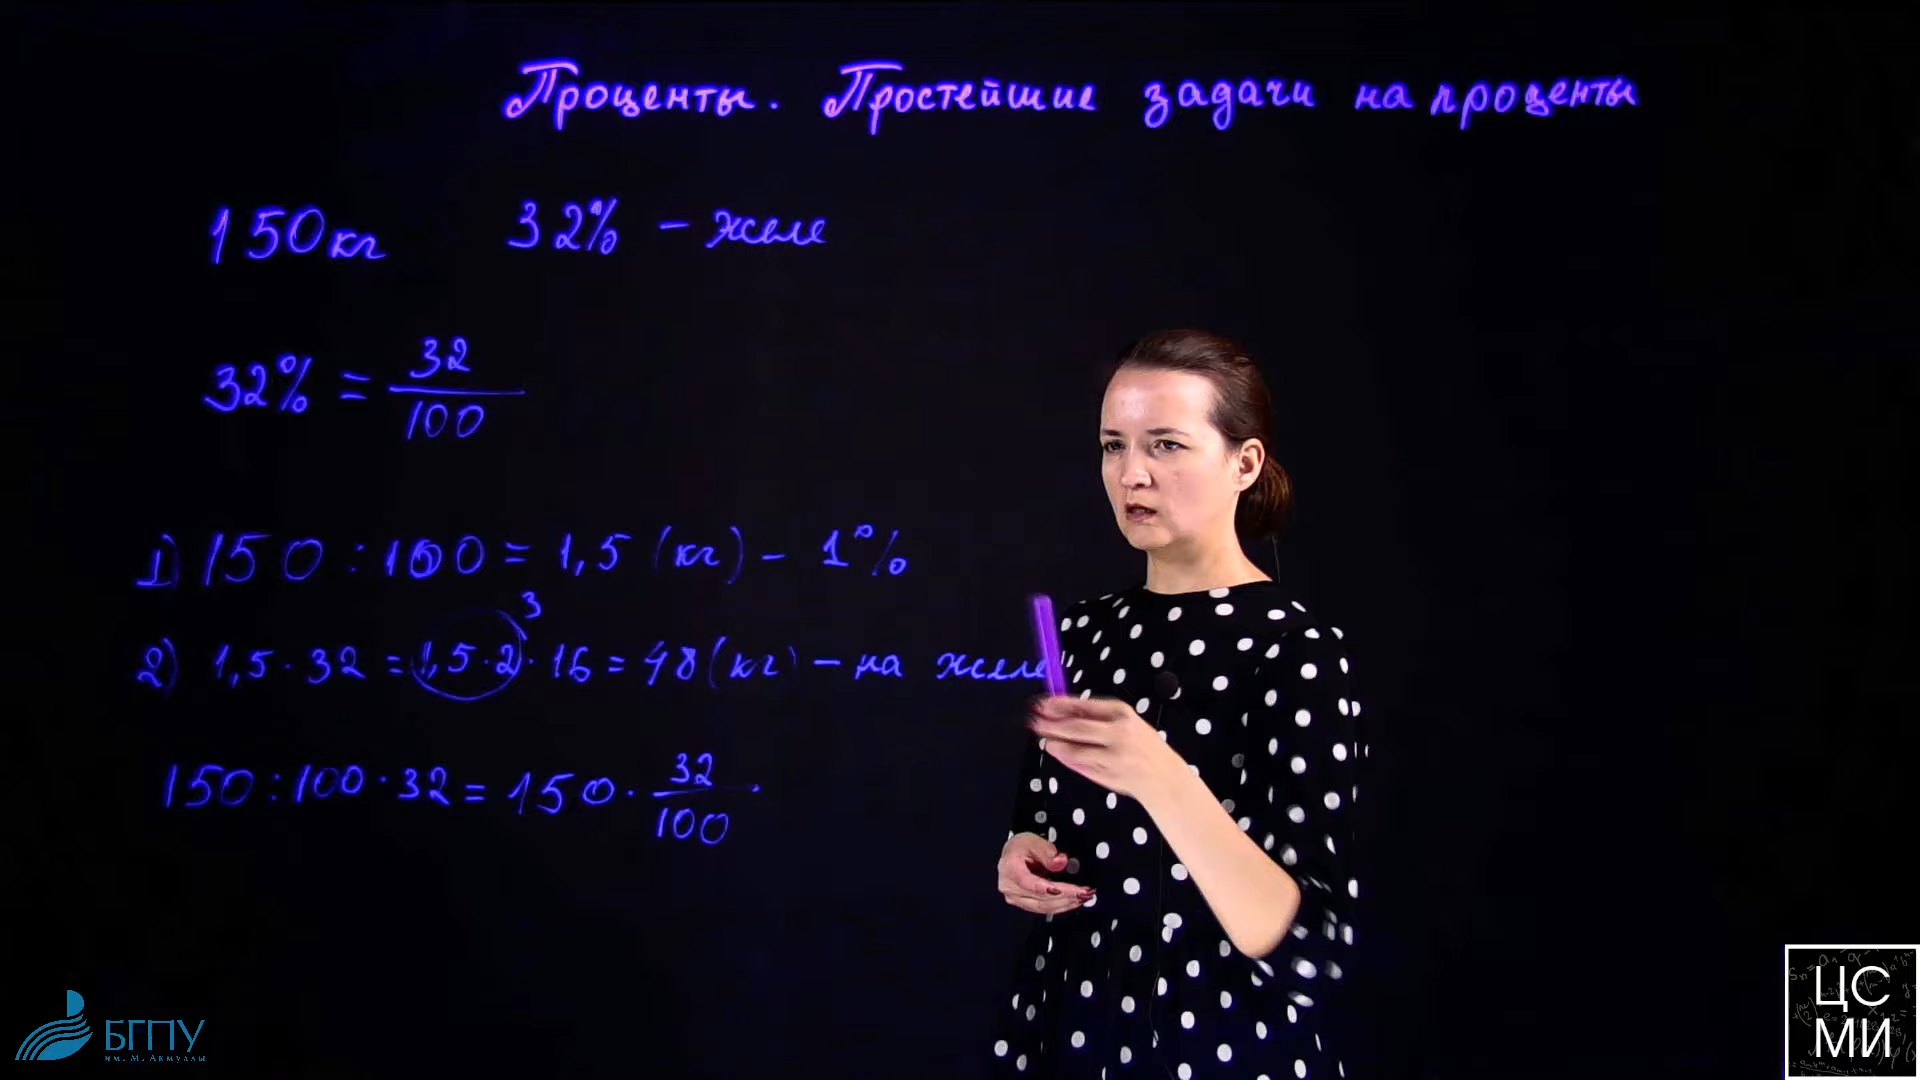 Проценты. Простейшие задачи на проценты
150кг 32% - желе
32% = 32/100
1) 150 : 100 = 1,5 (кг) - 1%
3
2) 1,5 · 32 = 1,5 · 2 · 16 = 48 (кг) - на желе
150 : 100 · 32 = 150 · 32/100 ·
БГПУ
им. М. Акмуллы
ЦС
МИ